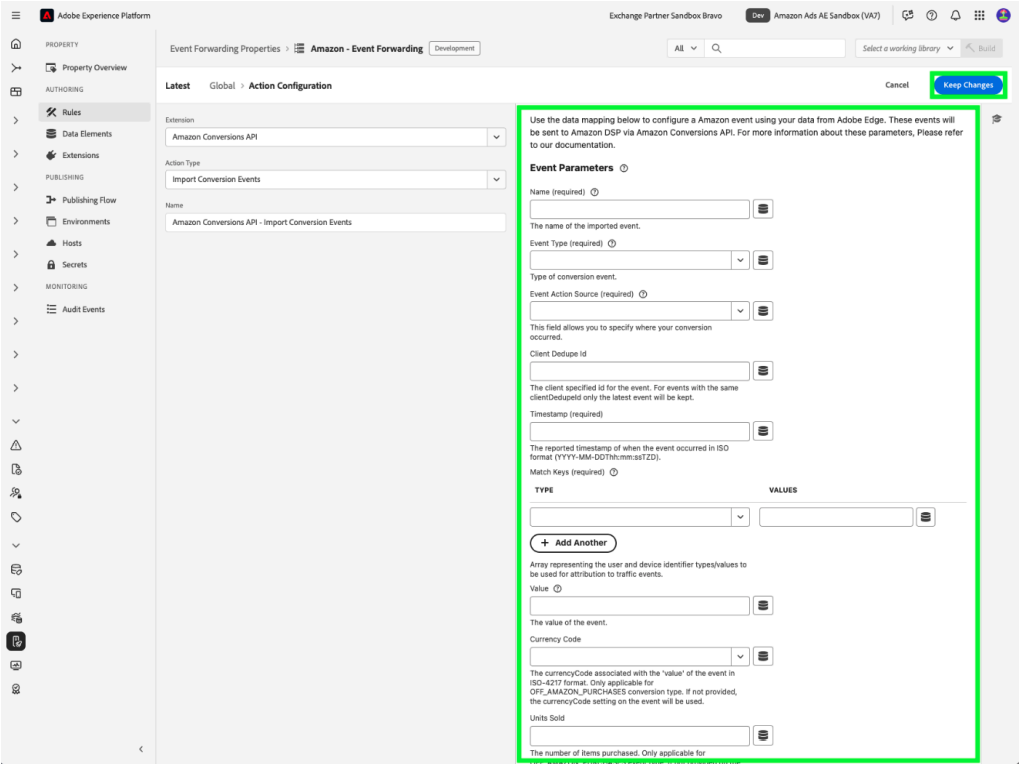 Adobe Experience Platform
Exchange Partner Sandbox Bravo
Dev
Amazon Ads AE Sandbox (VA7)
PROPERTY
Property Overview
AUTHORING
Rules
Data Elements
Extensions
PUBLISHING
Publishing Flow
Environments
Hosts
Secrets
MONITORING
Audit Events
Event Forwarding Properties
Amazon - Event Forwarding
Development
All
Select a working library
Build
Latest
Global
Action Configuration
Cancel
Keep Changes
Extension
Amazon Conversions API
Action Type
Import Conversion Events
Name
Amazon Conversions API - Import Conversion Events
Use the data mapping below to configure a Amazon event using your data from Adobe Edge. These events will
be sent to Amazon DSP via Amazon Conversions API. For more information about these parameters, Please refer
to our documentation.
Event Parameters
Name (required)
The name of the imported event.
Event Type (required)
Type of conversion event.
Event Action Source (required)
This field allows you to specify where your conversion
occurred.
Client Dedupe Id
The client specified id for the event. For events with the same
clientDedupeId only the latest event will be kept.
Timestamp (required)
The reported timestamp of when the event occurred in ISO
format (YYYY-MM-DDThh:mm:ssTZD).
Match Keys (required)
TYPE VALUES
+ Add Another
Array representing the user and device identifier types/values to
be used for attribution to traffic events.
Value
The value of the event.
Currency Code
The currencyCode associated with the 'value' of the event in
ISO-4217 format. Only applicable for
OFF_AMAZON_PURCHASES conversion type. If not provided,
the currencyCode setting on the event will be used.
Units Sold
The number of items purchased. Only applicable for